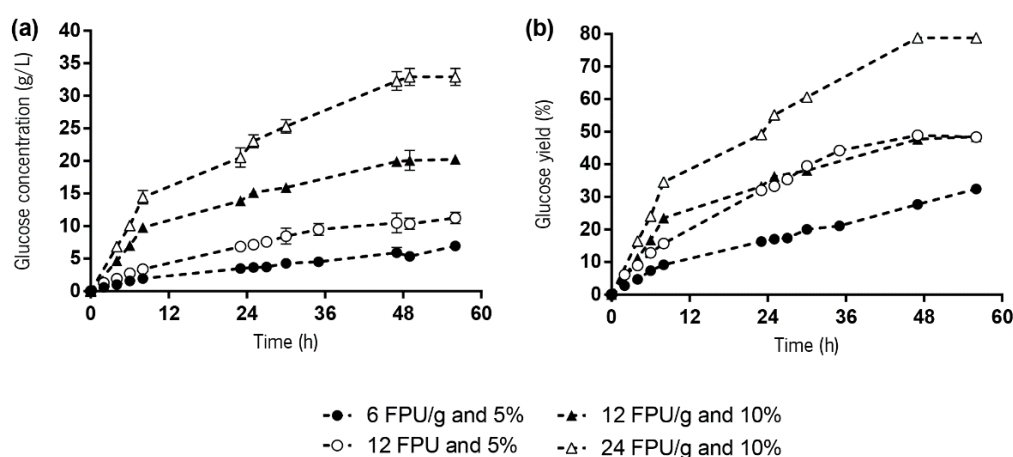 (a)
Glucose concentration (g/L)
40
35
30
25
20
15
10
5
0
0 12 24 36 48 60
Time (h)
(b)
Glucose yield (%)
80
70
60
50
40
30
20
10
0
0 12 24 36 48 60
Time (h)
6 FPU/g and 5%
12 FPU/g and 10%
12 FPU and 5%
24 FPU/g and 10%